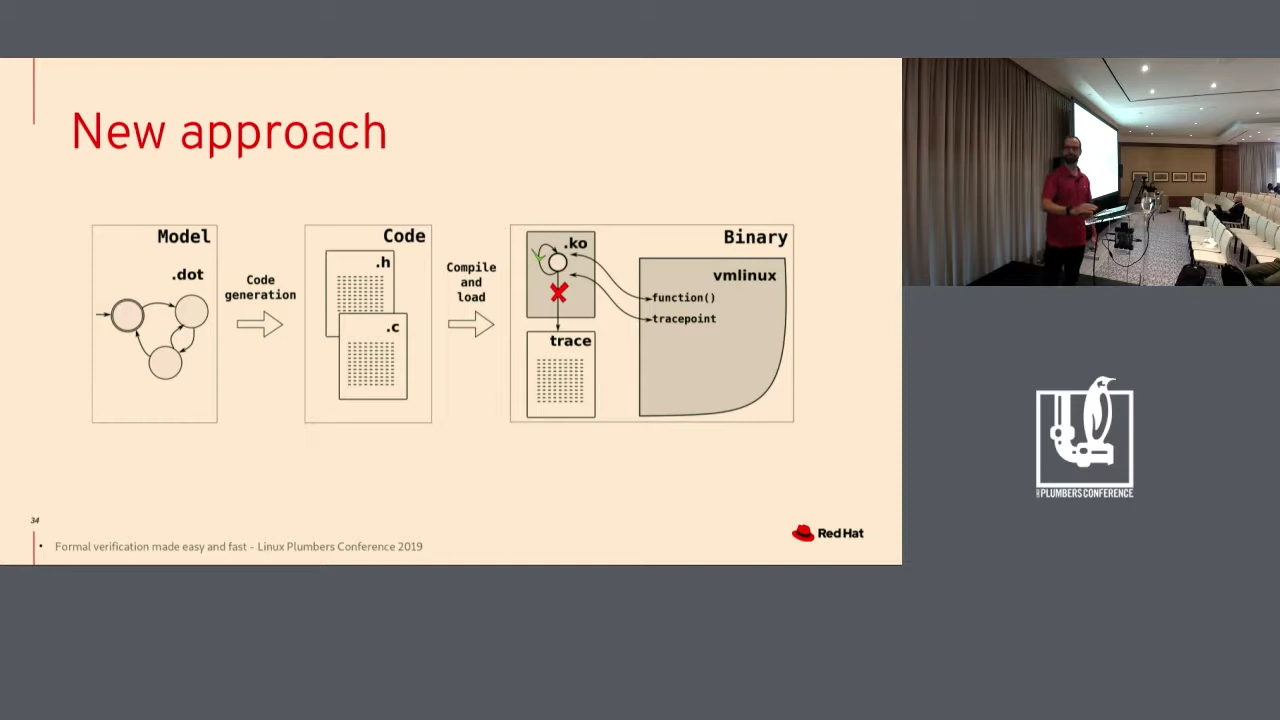 New approach
Model
.dot
Code
generation
Code
.h
.c
Compile
and
load
Binary
.ko
trace
vmlinux
function()
tracepoint
34
• Formal verification made easy and fast - Linux Plumbers Conference 2019
Red Hat
PLUMBERS CONFERENCE